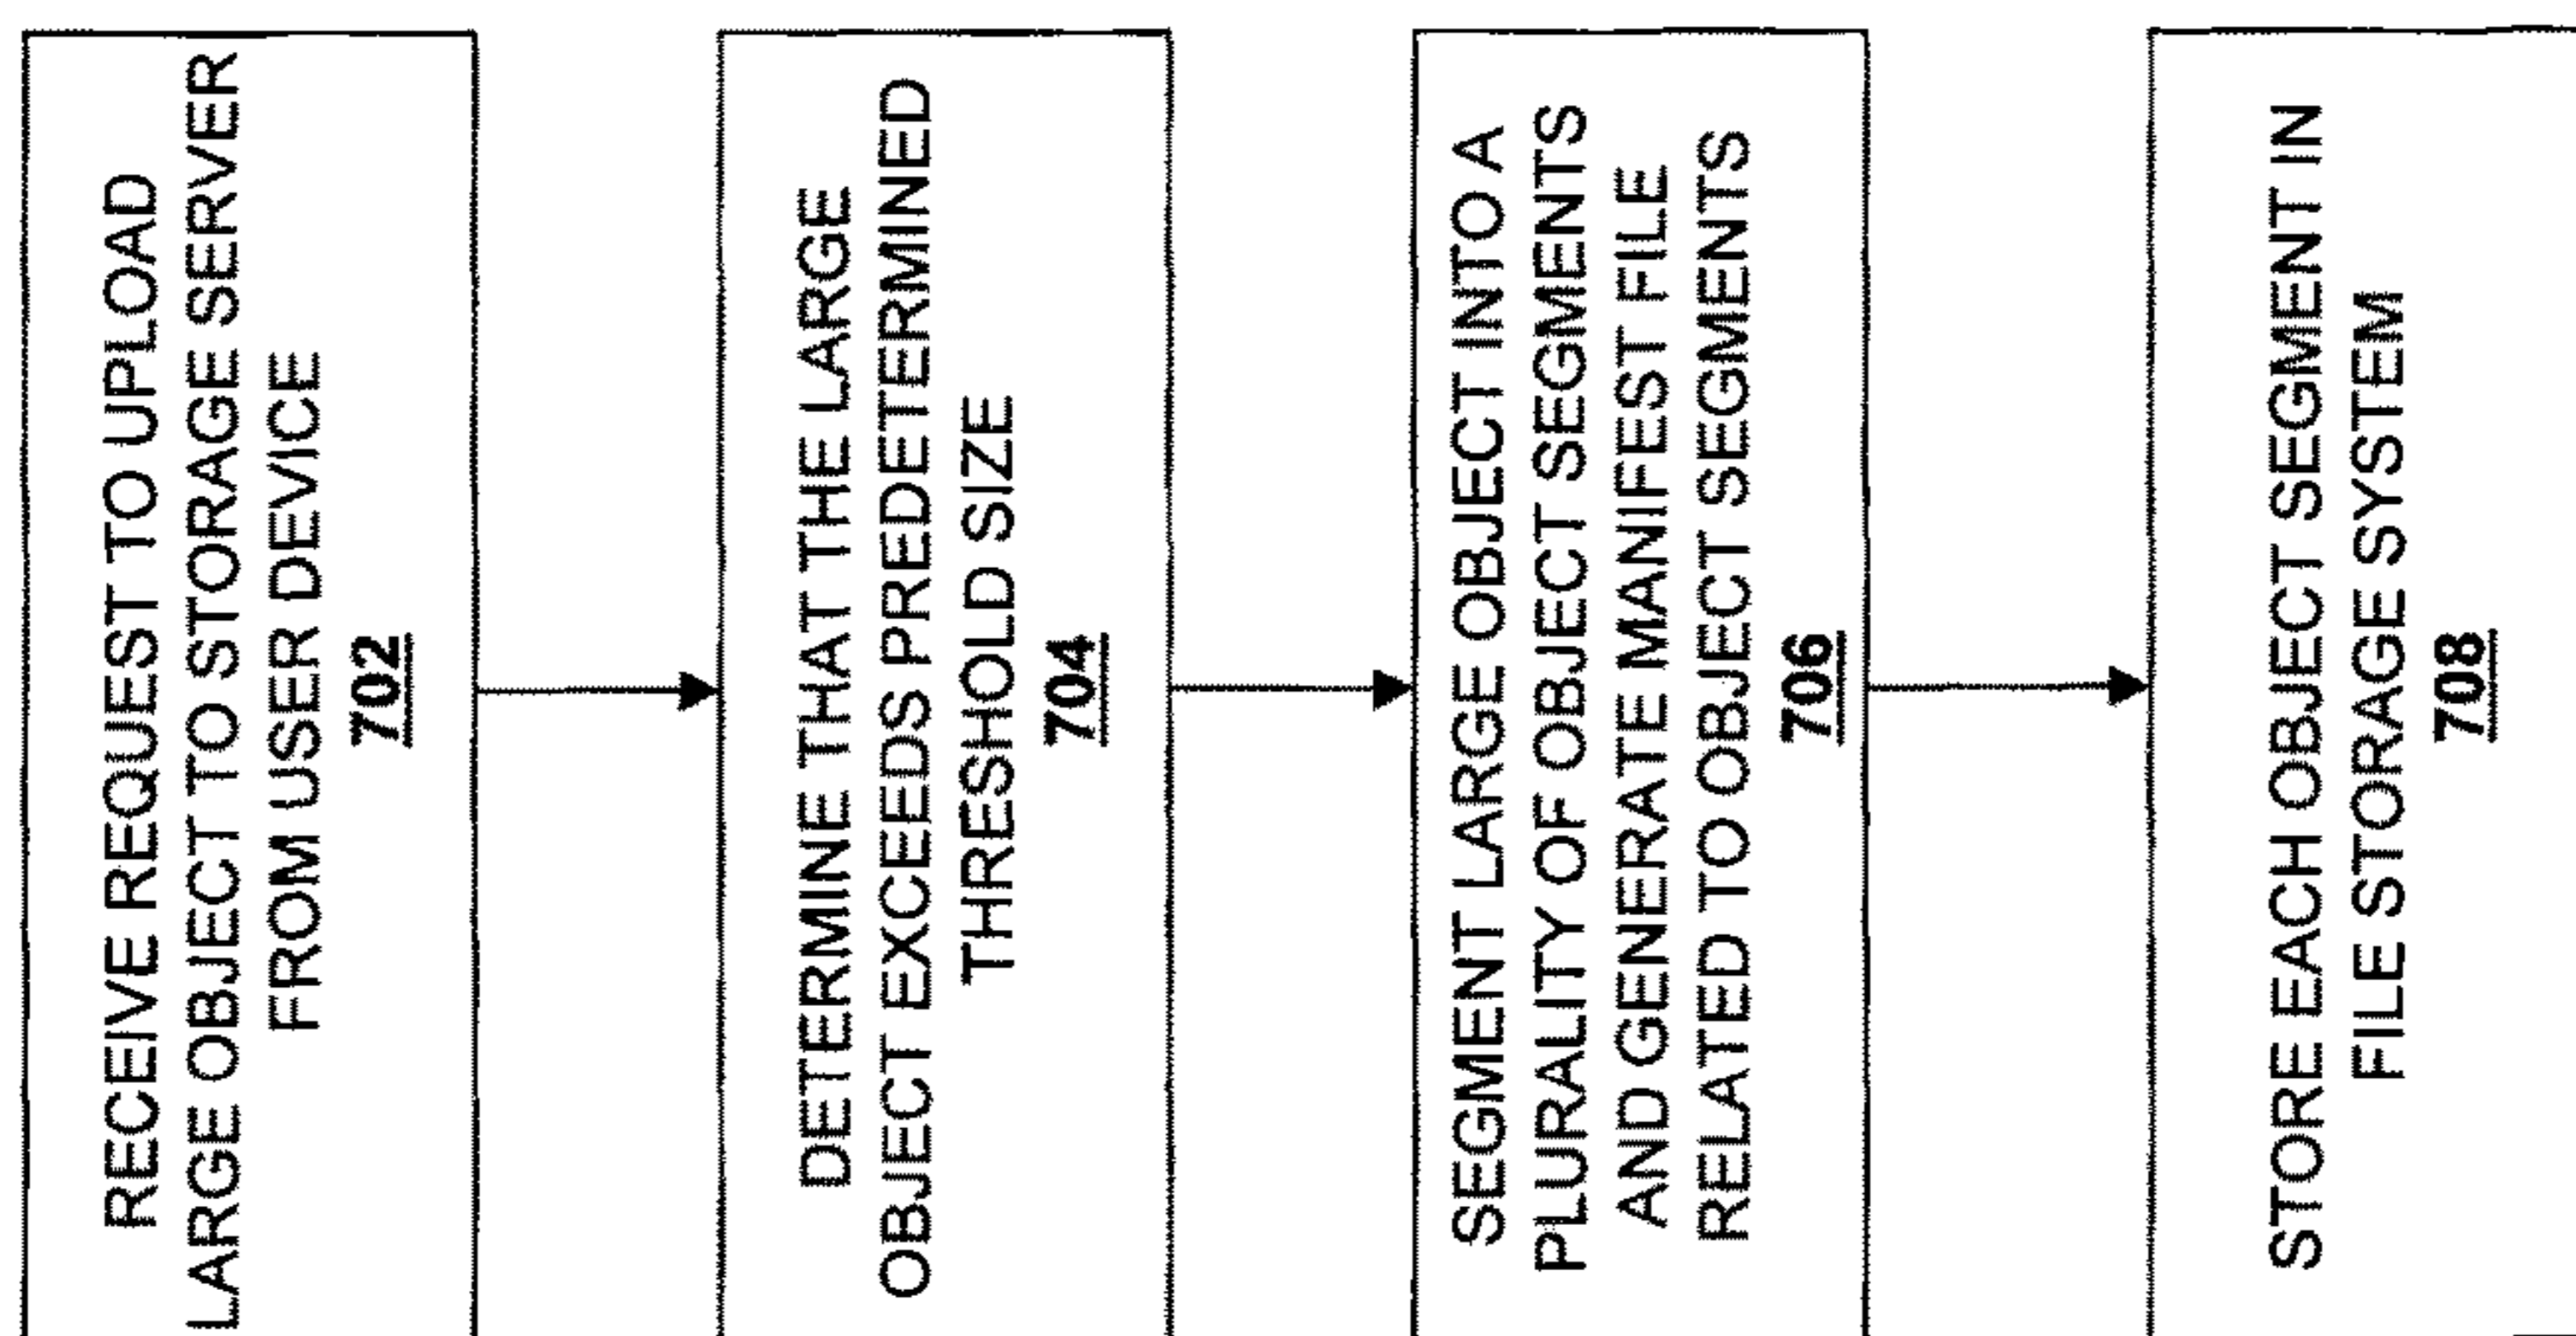 RECEIVE REQUEST TO UPLOAD
LARGE OBJECT TO STORAGE SERVER
FROM USER DEVICE
702
DETERMINE THAT THE LARGE
OBJECT EXCEEDS PREDETERMINED
THRESHOLD SIZE
704
SEGMENT LARGE OBJECT INTO A
PLURALITY OF OBJECT SEGMENTS
AND GENERATE MANIFEST FILE
RELATED TO OBJECT SEGMENTS
706
STORE EACH OBJECT SEGMENT IN
FILE STORAGE SYSTEM
708